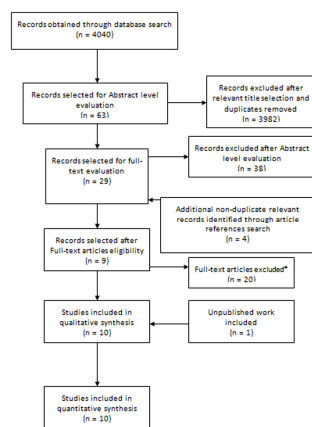 Records obtained through database search
(n = 4040)
Records selected for Abstract level
evaluation
(n = 63)
Records excluded after
relevant title selection and
duplicates removed
(n = 3982)
Records excluded after Abstract
level evaluation
(n = 38)
Records selected for full-
text evaluation
(n = 29)
Additional non-duplicate relevant
records identified through article
references search
(n = 4)
Records selected after
Full-text articles eligibility
(n = 9)
Full-text articles excluded*
(n = 20)
Studies included in
qualitative synthesis
(n = 10)
Unpublished work
included
(n = 1)
Studies included in
quantitative synthesis
(n = 10)